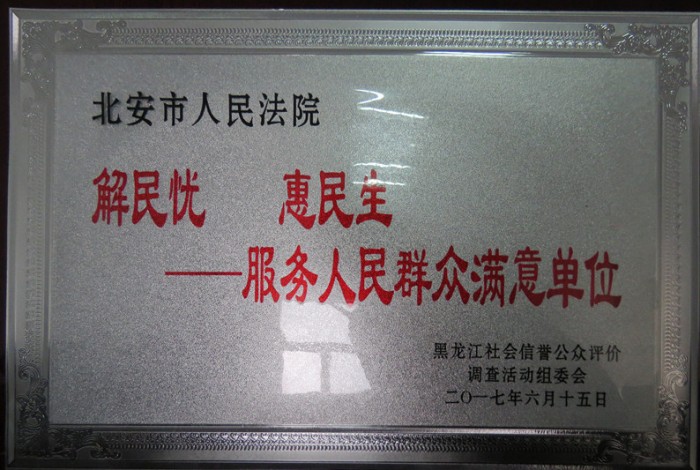 北安市人民法院
解民忧 惠民生
——服务人民群众满意单位
黑龙江社会信誉公众评价
调查活动组委会
二〇一七年六月十五日